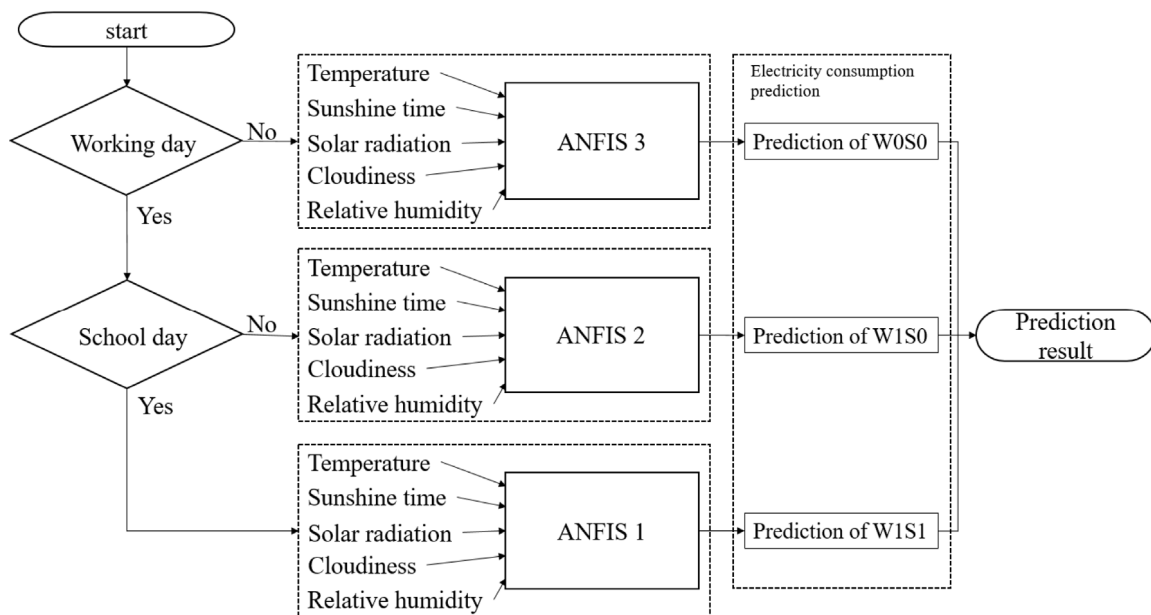 start
Working day
No
Yes
Temperature
Sunshine time
Solar radiation
Cloudiness
Relative humidity
ANFIS 3
Electricity consumption
prediction
Prediction of W0S0
School day
No
Yes
Temperature
Sunshine time
Solar radiation
Cloudiness
Relative humidity
ANFIS 2
Prediction of W1S0
Prediction
result
Temperature
Sunshine time
Solar radiation
Cloudiness
Relative humidity
ANFIS 1
Prediction of W1S1